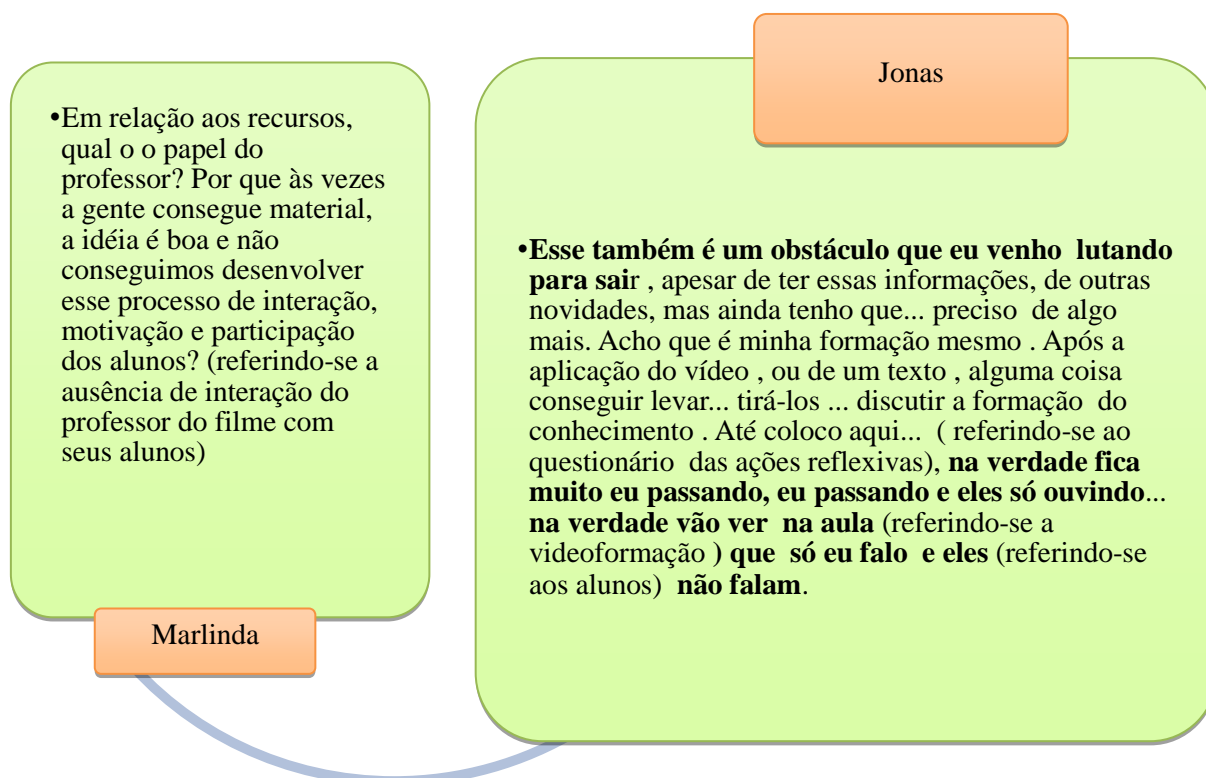 •Em relação aos recursos,
qual o o papel do
professor? Por que às vezes
a gente consegue material,
a idéia é boa e não
conseguimos desenvolver
esse processo de interação,
motivação e participação
dos alunos? (referindo-se a
ausência de interação do
professor do filme com
seus alunos)
Marlinda
Jonas
•Esse também é um obstáculo que eu venho lutando
para sair , apesar de ter essas informações, de outras
novidades, mas ainda tenho que... preciso de algo
mais. Acho que é minha formação mesmo . Após a
aplicação do vídeo , ou de um texto , alguma coisa
conseguir levar... tirá-los ... discutir a formação do
conhecimento . Até coloco aqui... ( referindo-se ao
questionário das ações reflexivas), na verdade fica
muito eu passando, eu passando e eles só ouvindo...
na verdade vão ver na aula (referindo-se a
videoformação ) que só eu falo e eles (referindo-se
aos alunos) não falam.